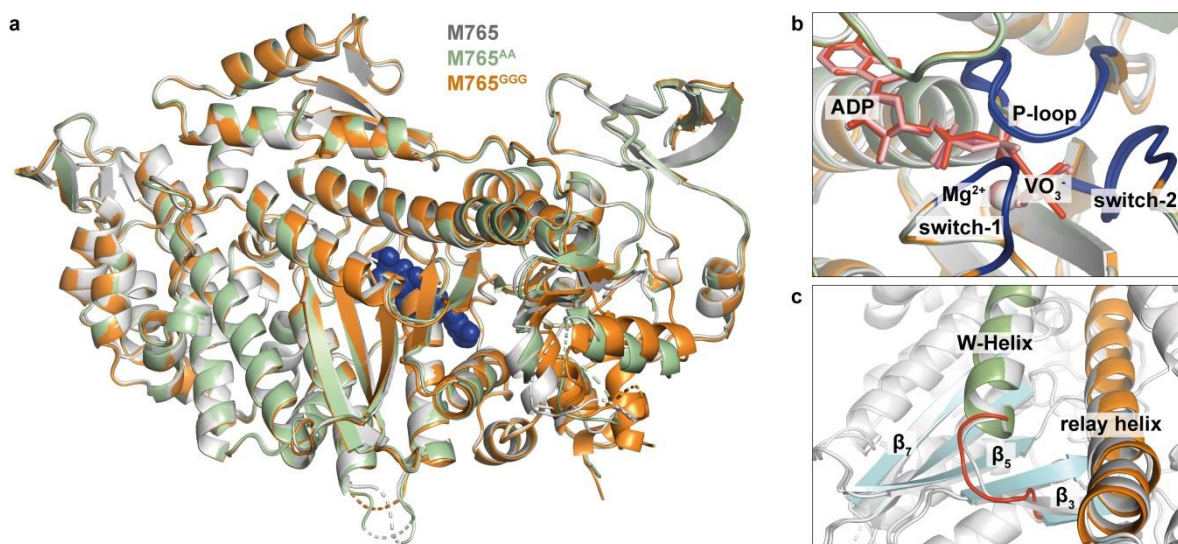 a
M765
M765ᴬᴬ
M765ᴳᴳᴳ
b
ADP
P-loop
Mg²⁺
VO₃⁻
switch-1
switch-2
c
W-Helix
relay helix
β₇
β₅
β₃